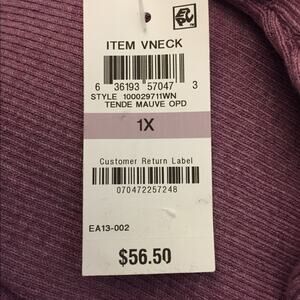 ITEM VNECK
6 36193 57047 3
STYLE 100029711WN
TENDE MAUVE OPD
1X
Customer Return Label
070472257248
EA13-002
$56.50